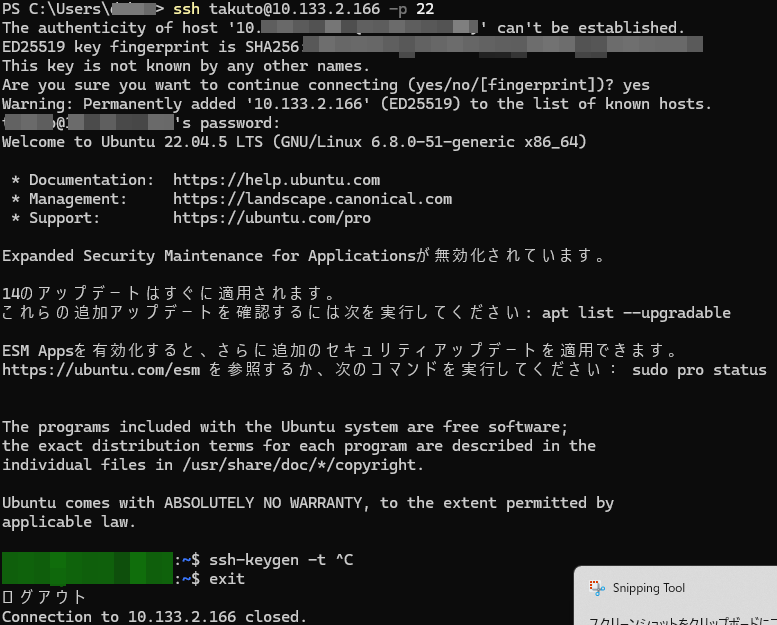 PS C:\Users\> ssh takuto@10.133.2.166 -p 22
The authenticity of host '10.' can't be established.
ED25519 key fingerprint is SHA256:
This key is not known by any other names.
Are you sure you want to continue connecting (yes/no/[fingerprint])? yes
Warning: Permanently added '10.133.2.166' (ED25519) to the list of known hosts.
@'s password:
Welcome to Ubuntu 22.04.5 LTS (GNU/Linux 6.8.0-51-generic x86_64)
* Documentation: https://help.ubuntu.com
* Management: https://landscape.canonical.com
* Support: https://ubuntu.com/pro
Expanded Security Maintenance for Applicationsが無効化されています。
14のアップデートはすぐに適用されます。
これらの追加アップデートを確認するには次を実行してください: apt list --upgradable
ESM Appsを有効化すると、さらに追加のセキュリティアップデートを適用できます。
https://ubuntu.com/esm を参照するか、次のコマンドを実行してください: sudo pro status
The programs included with the Ubuntu system are free software;
the exact distribution terms for each program are described in the
individual files in /usr/share/doc/*/copyright.
Ubuntu comes with ABSOLUTELY NO WARRANTY, to the extent permitted by
applicable law.
:~$ ssh-keygen -t ^C
:~$ exit
ログアウト
Connection to 10.133.2.166 closed.
Snipping Tool
スクリーンショットをクリップボードに